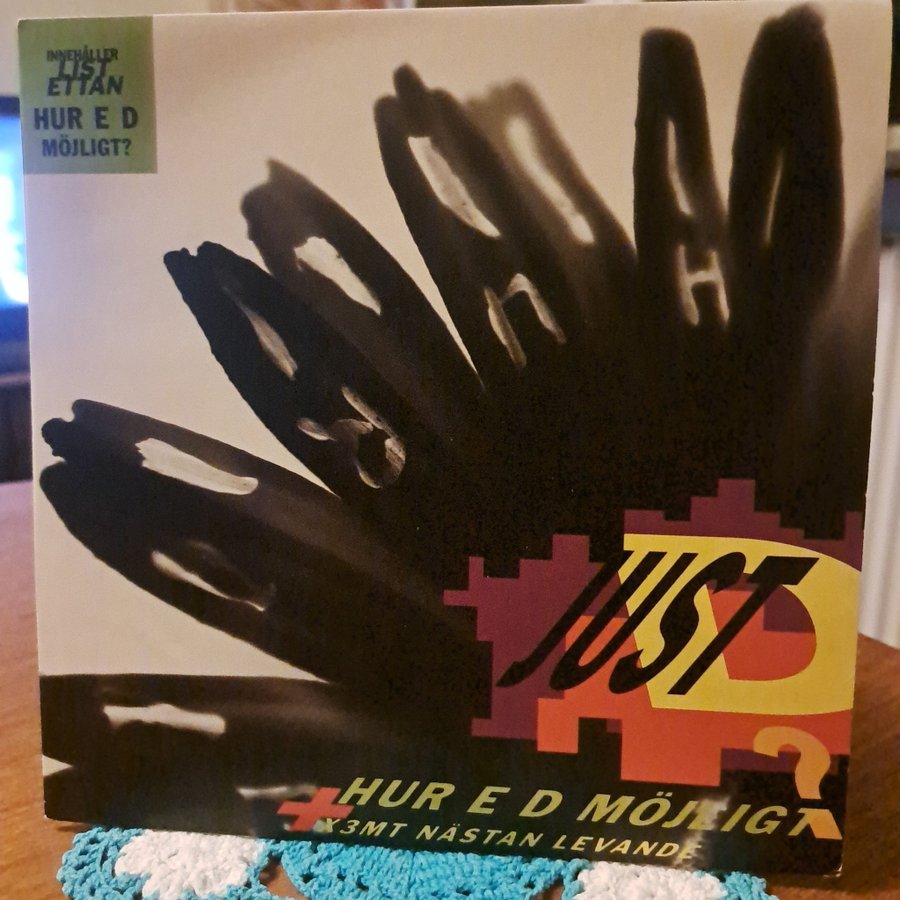 INNEHÅLLER
LIST
ETTAN
HUR E D
MÖJLIGT?
JUST
D
HUR E D MÖJLIGT?
+ X3MT NÄSTAN LEVANDE